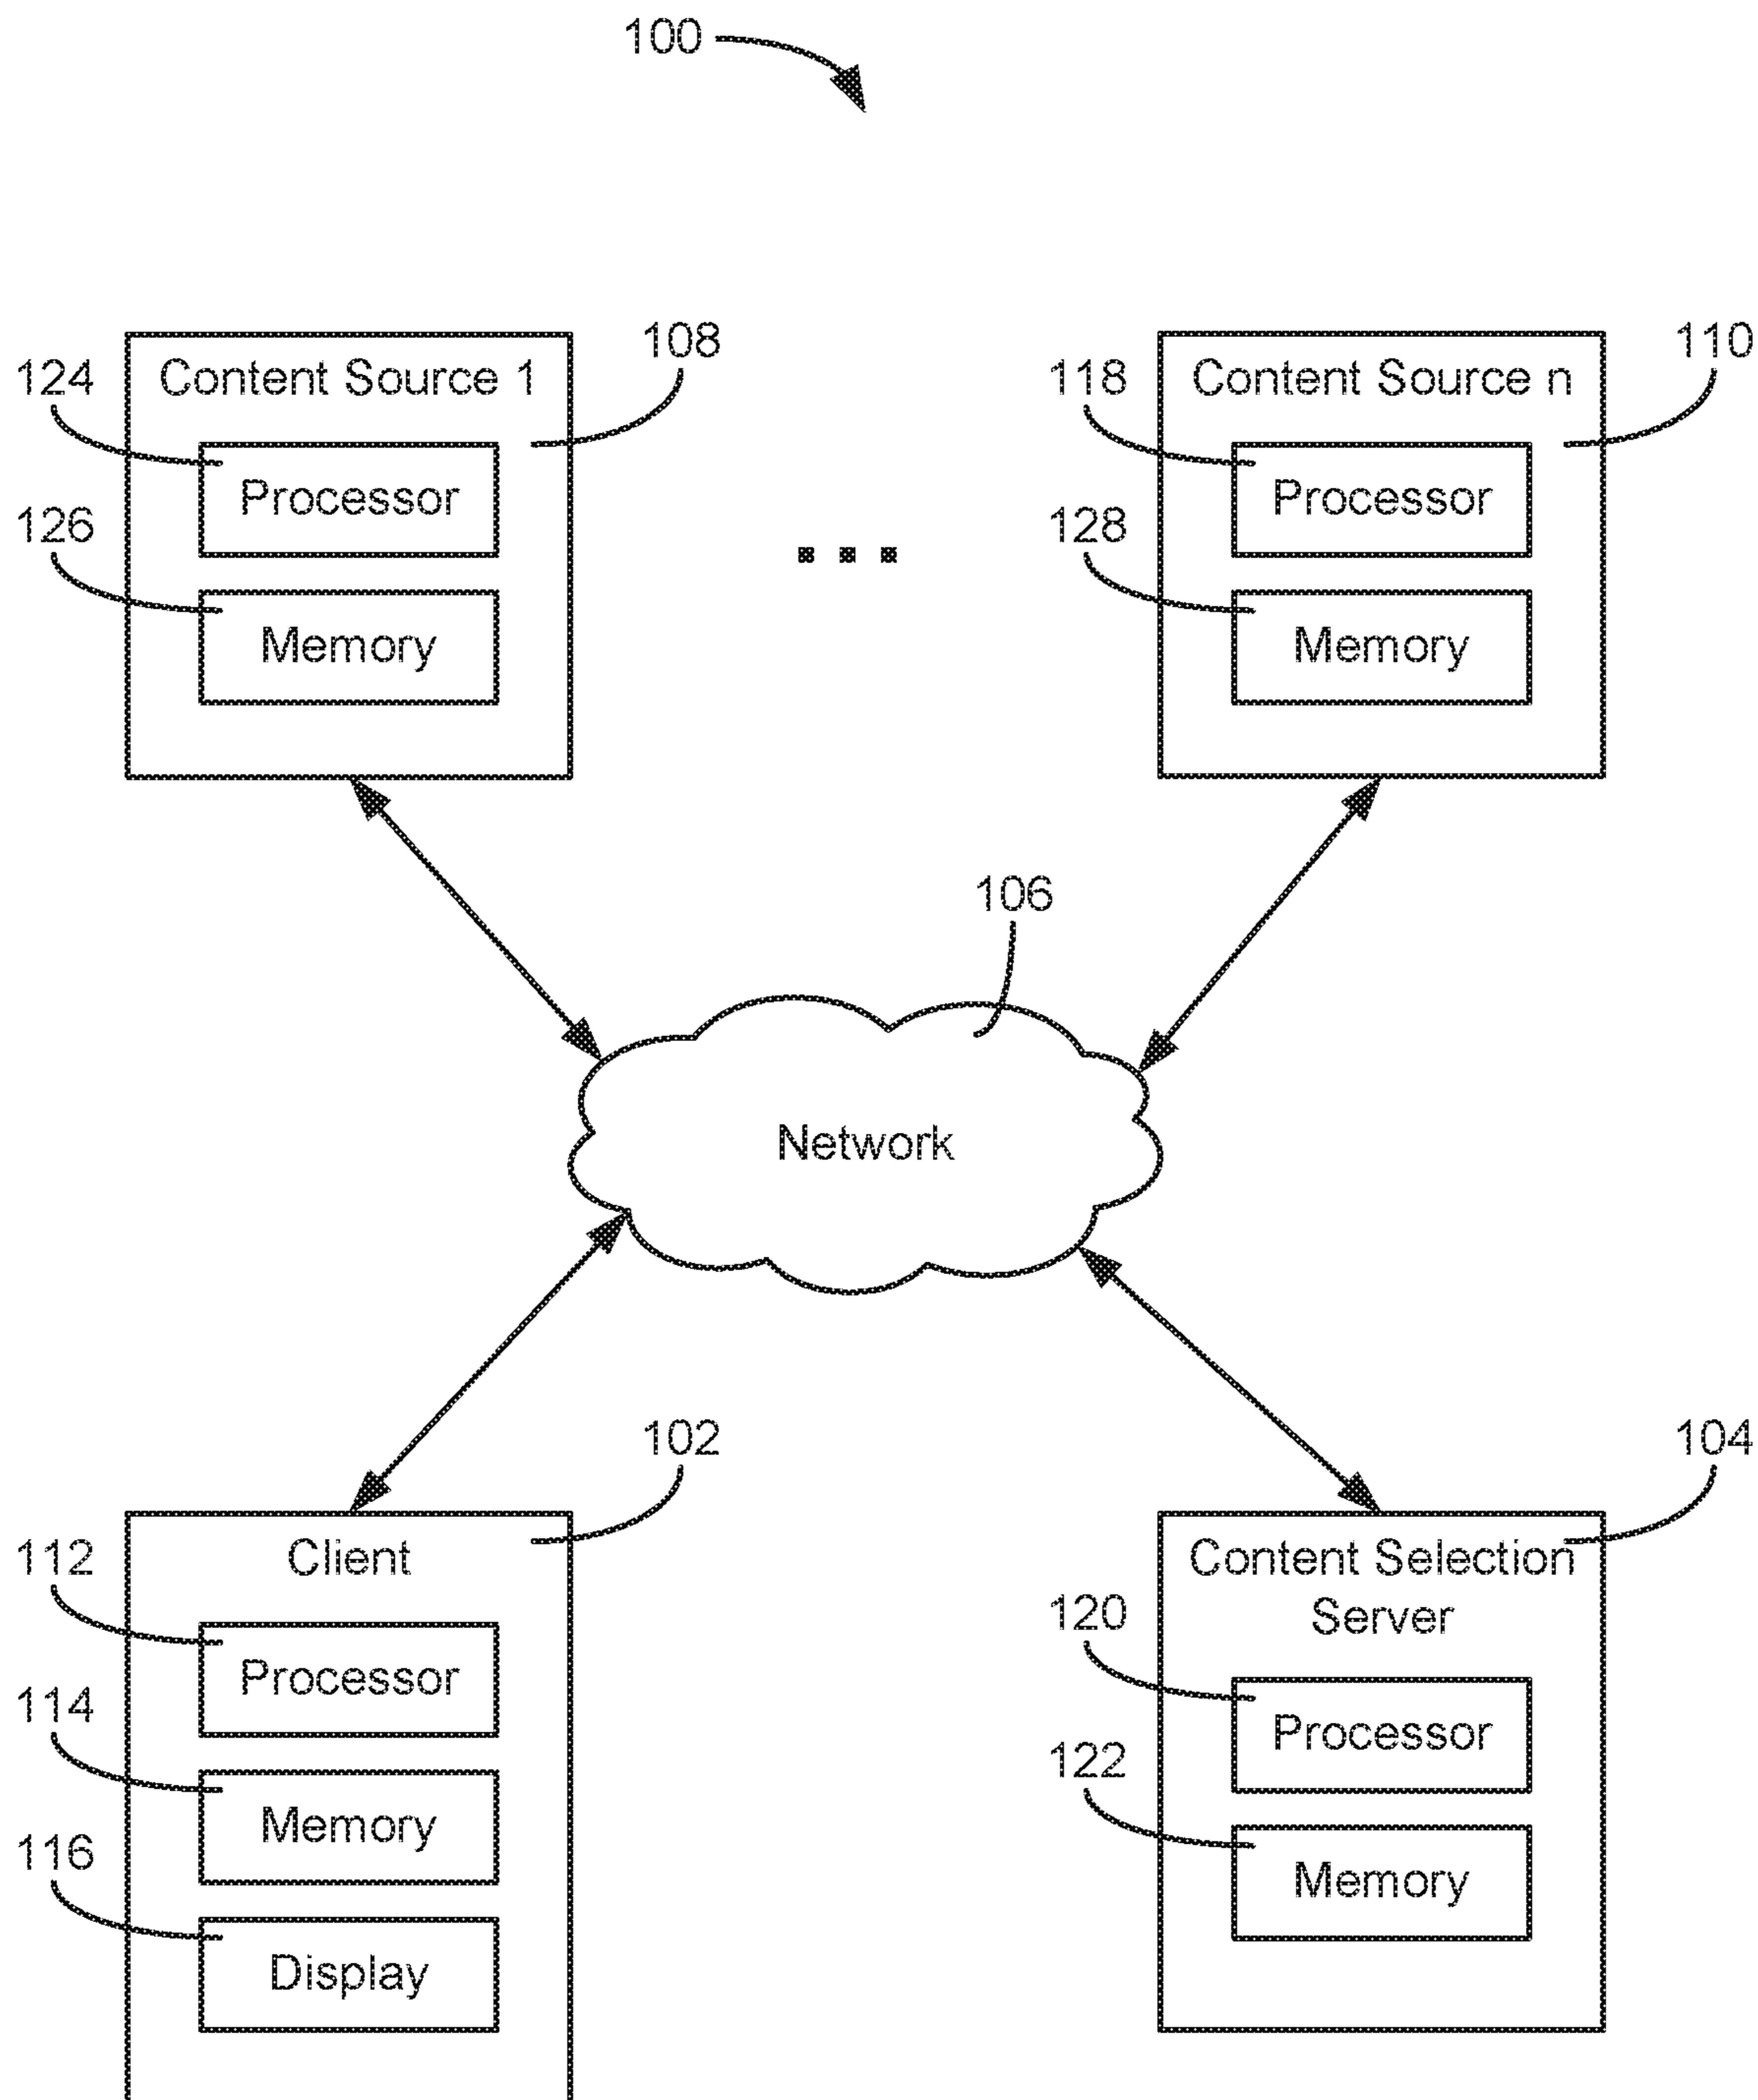 100
108
110
124
Content Source 1
118
Content Source n
Processor
Processor
126
128
Memory
Memory
106
Network
102
104
112
Client
Content Selection
Server
120
Processor
114
Processor
122
Memory
116
Memory
Display